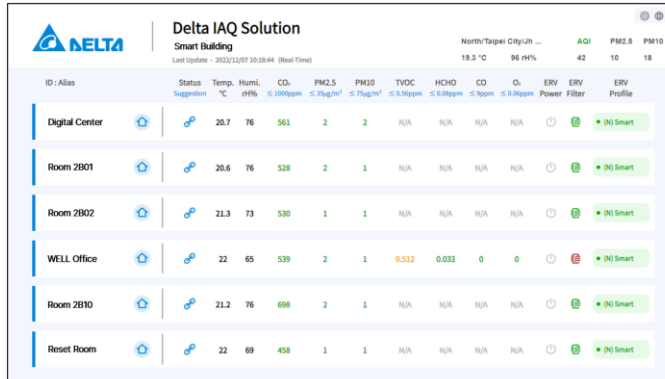 DELTA
Delta IAQ Solution
Smart Building
Last Update - 2022/12/07 10:18:44 (Real-Time)
North/Taipei City/Jh ... AQI PM2.5 PM10
19.3 °C 96 rH% 42 10 18
ID : Alias Status Temp. Humi. CO₂ PM2.5 PM10 TVOC HCHO CO O₃ ERV ERV ERV
Suggestion °C rH% ≤ 1000ppm ≤ 35μg/m³ ≤ 75μg/m³ ≤ 0.56ppm ≤ 0.08ppm ≤ 9ppm ≤ 0.06ppm Power Filter Profile
Digital Center 20.7 76 561 2 2 N/A N/A N/A N/A (N) Smart
Room 2B01 20.6 76 528 2 1 N/A N/A N/A N/A (N) Smart
Room 2B02 21.3 73 530 1 1 N/A N/A N/A N/A (N) Smart
WELL Office 22 65 539 2 1 0.512 0.033 0 0 (N) Smart
Room 2B10 21.2 76 698 2 1 N/A N/A N/A N/A (N) Smart
Reset Room 22 69 458 1 1 N/A N/A N/A N/A (N) Smart